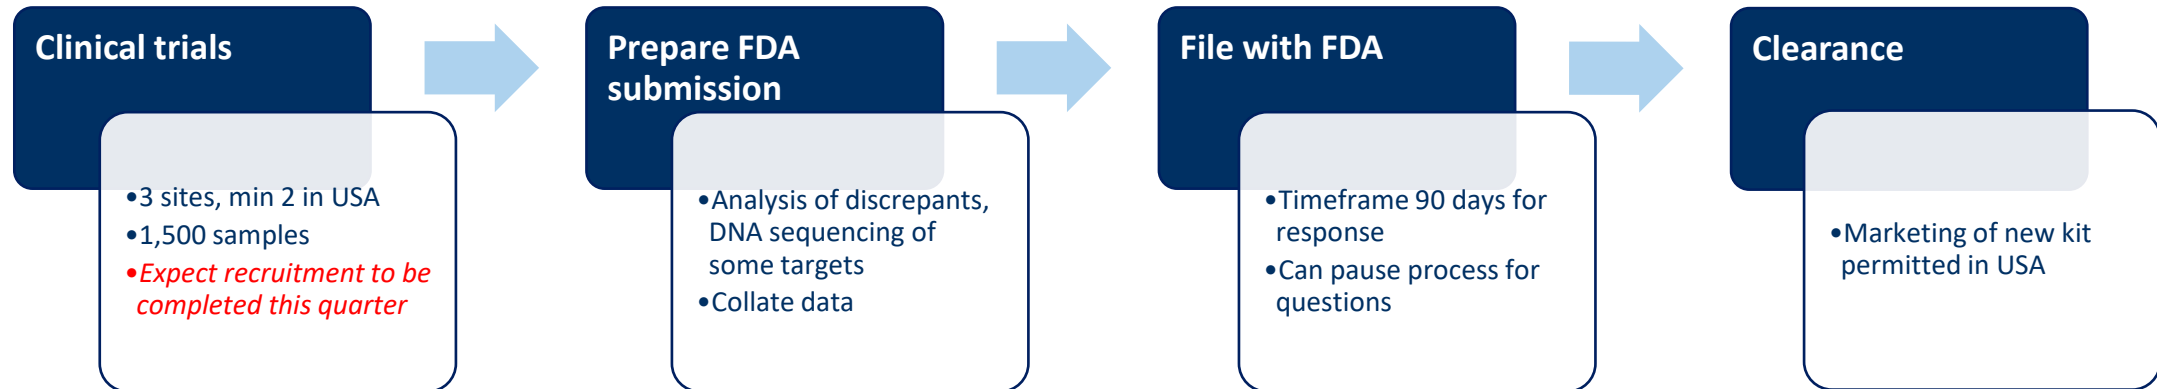 Clinical trials
•3 sites, min 2 in USA
•1,500 samples
•Expect recruitment to be
completed this quarter
Prepare FDA
submission
•Analysis of discrepants,
DNA sequencing of
some targets
•Collate data
File with FDA
•Timeframe 90 days for
response
•Can pause process for
questions
Clearance
•Marketing of new kit
permitted in USA